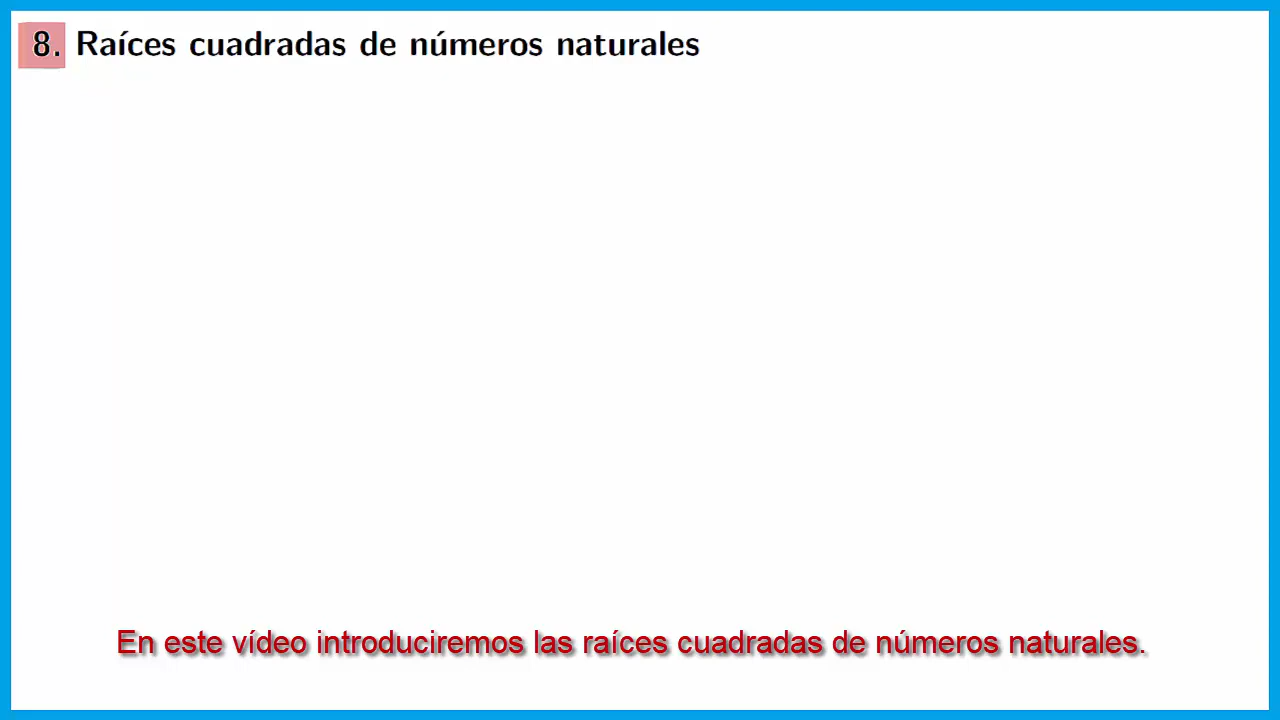 8. Raíces cuadradas de números naturales
En este vídeo introduciremos las raíces cuadradas de números naturales.